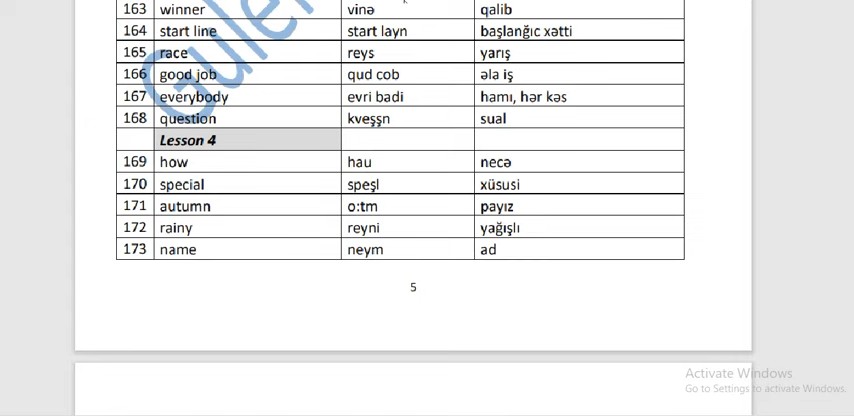 163 winner vinə qalib
164 start line start layn başlanğıc xətti
165 race reys yarış
166 good job qud cob əla iş
167 everybody evri badi hamı, hər kəs
168 question kveşşn sual
Lesson 4
169 how hau necə
170 special speşl xüsusi
171 autumn o:tm payız
172 rainy reyni yağışlı
173 name neym ad
5
Activate Windows
Go to Settings to activate Windows.